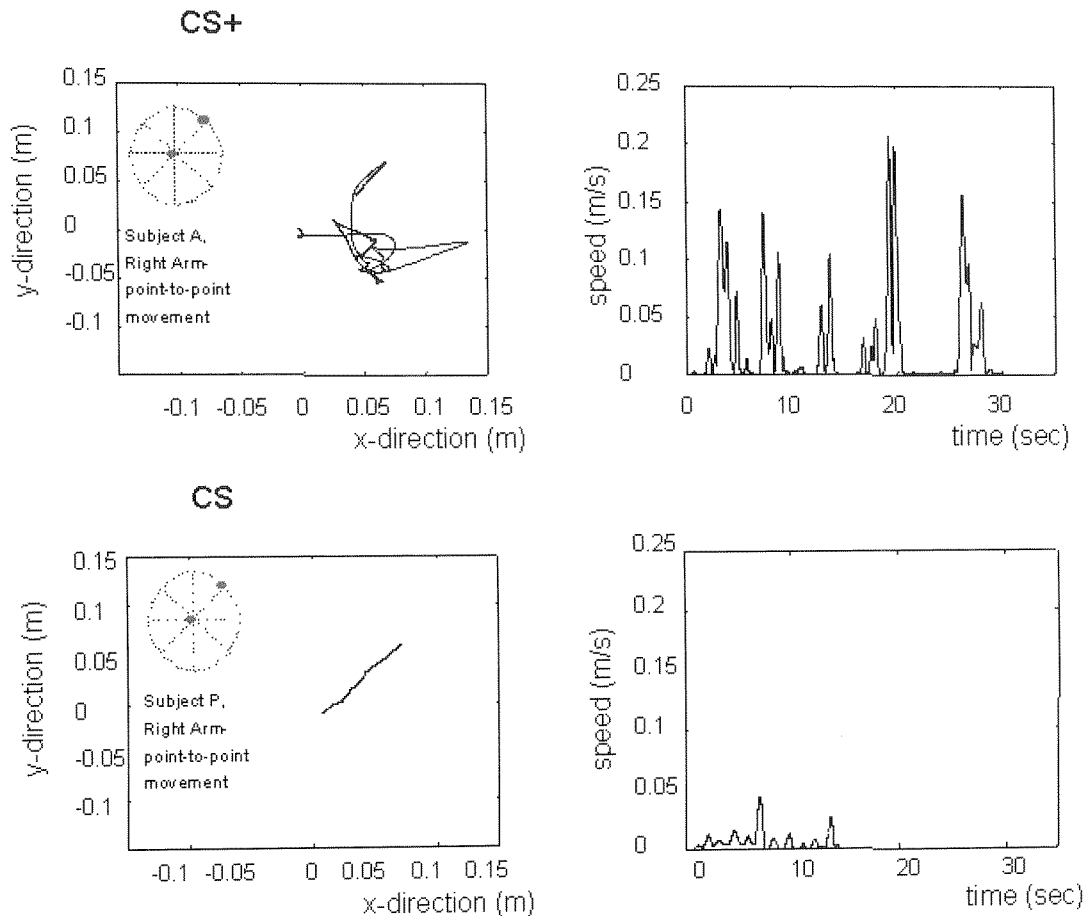 CS+
0.15
0.1
0.05
0
-0.05
-0.1
y-direction (m)
Subject A,
Right Arm-
point-to-point
movement
-0.1 -0.05 0 0.05 0.1 0.15
x-direction (m)
0.25
0.2
0.15
0.1
0.05
0
speed (m/s)
0 10 20 30
time (sec)
CS
0.15
0.1
0.05
0
-0.05
-0.1
y-direction (m)
Subject P,
Right Arm-
point-to-point
movement
-0.1 -0.05 0 0.05 0.1 0.15
x-direction (m)
0.25
0.2
0.15
0.1
0.05
0
speed (m/s)
0 10 20 30
time (sec)